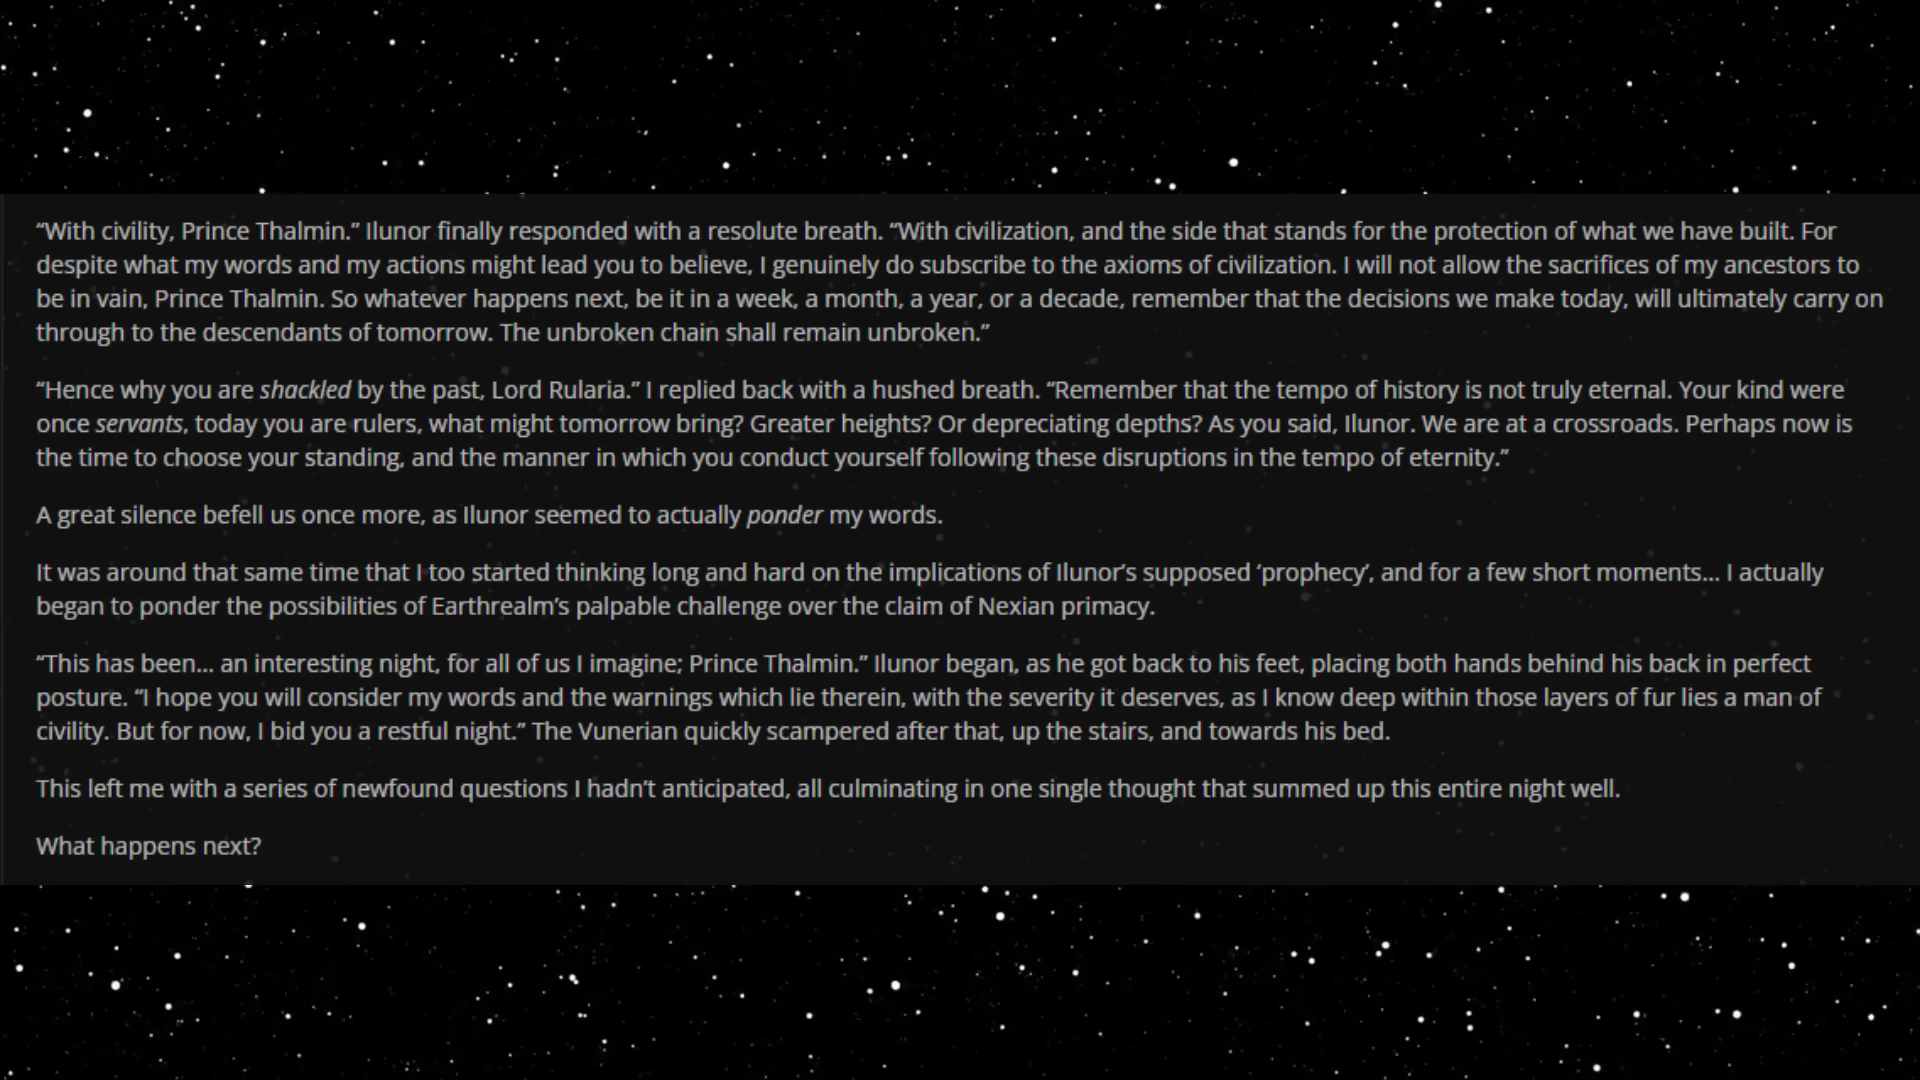 “With civility, Prince Thalmin.” Ilunor finally responded with a resolute breath. “With civilization, and the side that stands for the protection of what we have built. For
despite what my words and my actions might lead you to believe, I genuinely do subscribe to the axioms of civilization. I will not allow the sacrifices of my ancestors to
be in vain, Prince Thalmin. So whatever happens next, be it in a week, a month, a year, or a decade, remember that the decisions we make today, will ultimately carry on
through to the descendants of tomorrow. The unbroken chain shall remain unbroken.”
“Hence why you are shackled by the past, Lord Rularia.” I replied back with a hushed breath. “Remember that the tempo of history is not truly eternal. Your kind were
once servants, today you are rulers, what might tomorrow bring? Greater heights? Or depreciating depths? As you said, Ilunor. We are at a crossroads. Perhaps now is
the time to choose your standing, and the manner in which you conduct yourself following these disruptions in the tempo of eternity.”
A great silence befell us once more, as Ilunor seemed to actually ponder my words.
It was around that same time that I too started thinking long and hard on the implications of Ilunor’s supposed ‘prophecy’, and for a few short moments… I actually
began to ponder the possibilities of Earthrealm’s palpable challenge over the claim of Nexian primacy.
“This has been… an interesting night, for all of us I imagine; Prince Thalmin.” Ilunor began, as he got back to his feet, placing both hands behind his back in perfect
posture. “I hope you will consider my words and the warnings which lie therein, with the severity it deserves, as I know deep within those layers of fur lies a man of
civility. But for now, I bid you a restful night.” The Vunerian quickly scampered after that, up the stairs, and towards his bed.
This left me with a series of newfound questions I hadn’t anticipated, all culminating in one single thought that summed up this entire night well.
What happens next?